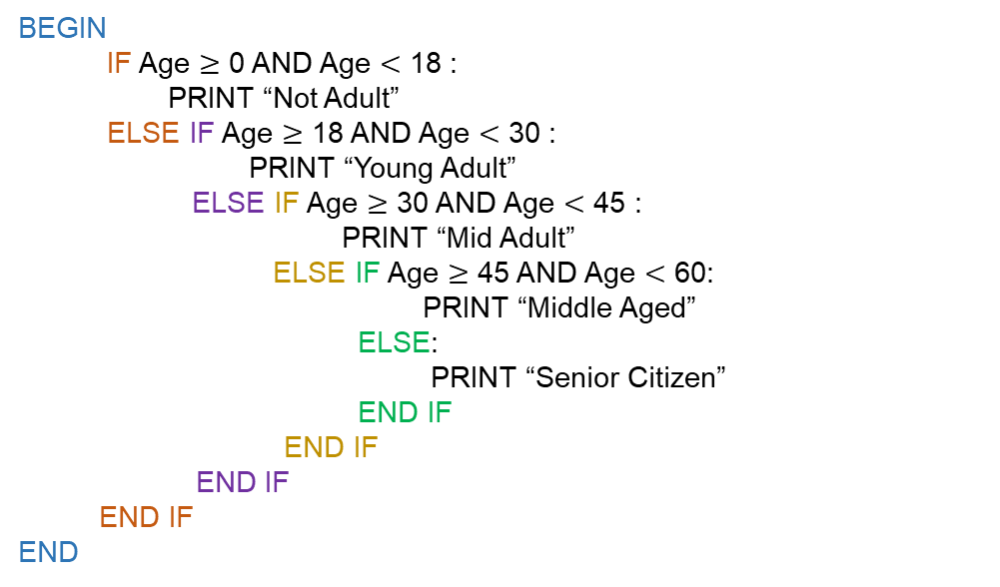 BEGIN
IF Age ≥ 0 AND Age < 18 :
PRINT “Not Adult”
ELSE IF Age ≥ 18 AND Age < 30 :
PRINT “Young Adult”
ELSE IF Age ≥ 30 AND Age < 45 :
PRINT “Mid Adult”
ELSE IF Age ≥ 45 AND Age < 60:
PRINT “Middle Aged”
ELSE:
PRINT “Senior Citizen”
END IF
END IF
END IF
END IF
END